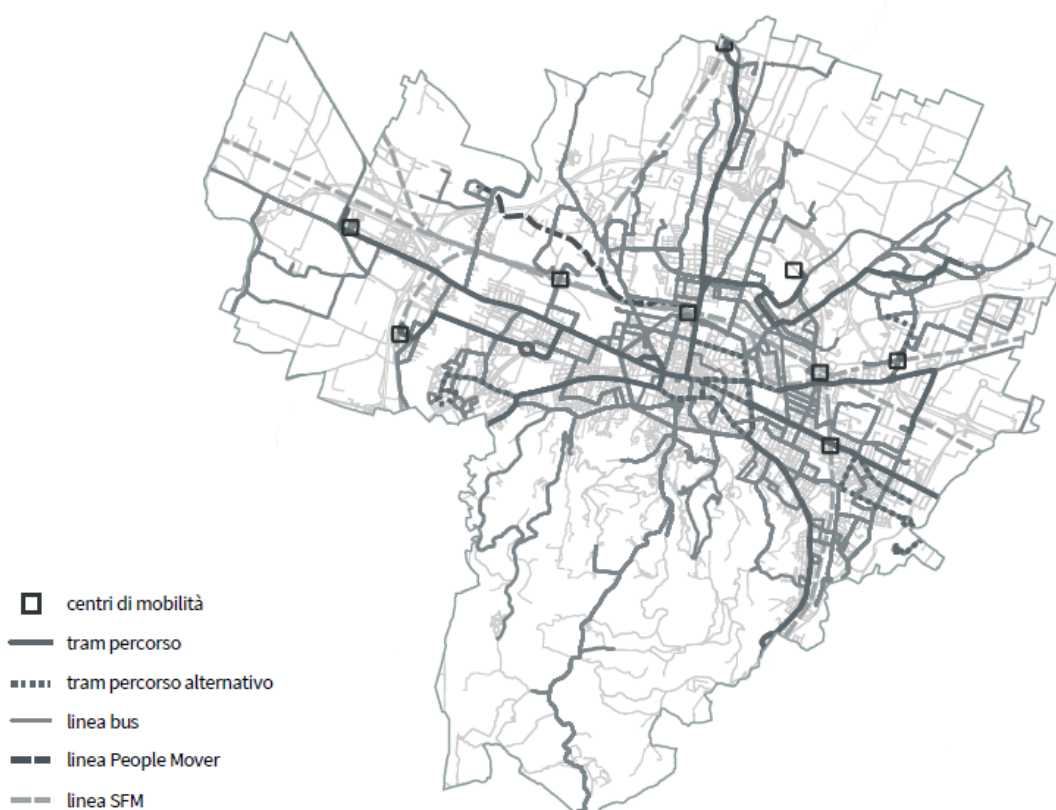 centri di mobilità
tram percorso
tram percorso alternativo
linea bus
linea People Mover
linea SFM